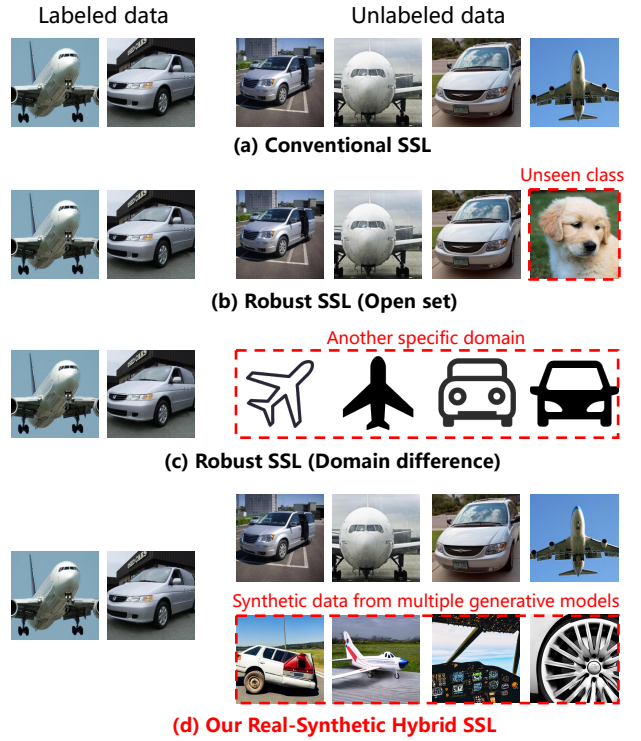 Labeled data
Unlabeled data
(a) Conventional SSL
Unseen class
(b) Robust SSL (Open set)
Another specific domain
(c) Robust SSL (Domain difference)
Synthetic data from multiple generative models
(d) Our Real-Synthetic Hybrid SSL